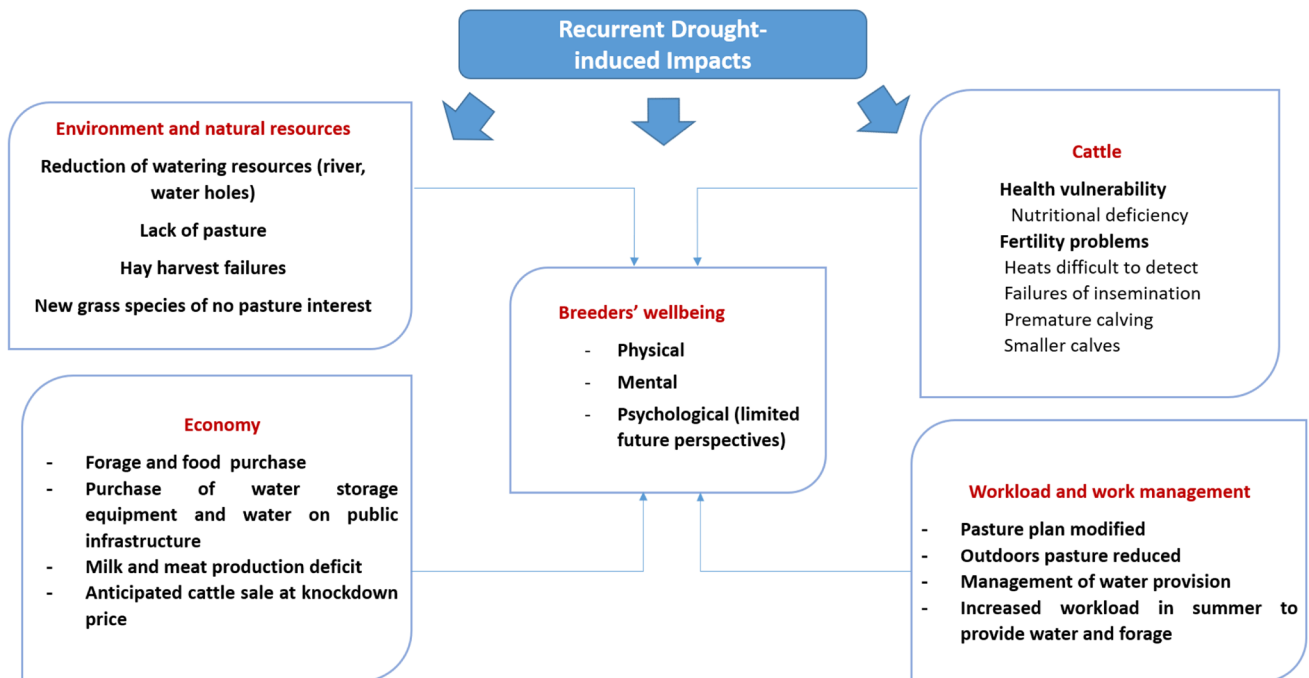 Recurrent Drought-
induced Impacts
Environment and natural resources
Reduction of watering resources (river,
water holes)
Lack of pasture
Hay harvest failures
New grass species of no pasture interest
Cattle
Health vulnerability
Nutritional deficiency
Fertility problems
Heats difficult to detect
Failures of insemination
Premature calving
Smaller calves
Breeders’ wellbeing
- Physical
- Mental
- Psychological (limited
future perspectives)
Economy
- Forage and food purchase
- Purchase of water storage
equipment and water on public
infrastructure
- Milk and meat production deficit
- Anticipated cattle sale at knockdown
price
Workload and work management
- Pasture plan modified
- Outdoors pasture reduced
- Management of water provision
- Increased workload in summer to
provide water and forage